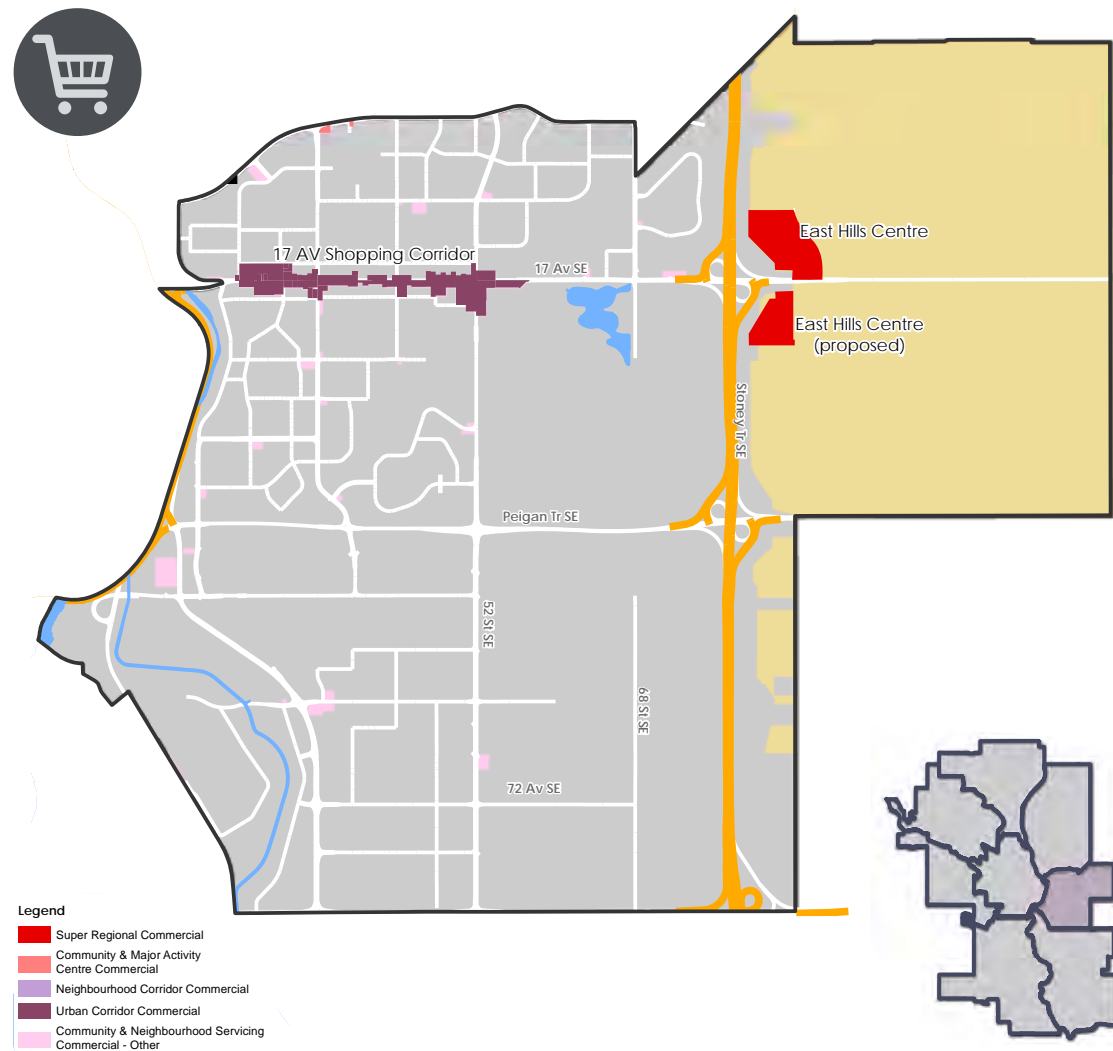 17 AV Shopping Corridor
17 Av SE
East Hills Centre
East Hills Centre
(proposed)
Stoney Tr SE
Peigan Tr SE
52 St SE
68 St SE
72 Av SE
Legend
Super Regional Commercial
Community & Major Activity
Centre Commercial
Neighbourhood Corridor Commercial
Urban Corridor Commercial
Community & Neighbourhood Servicing
Commercial - Other